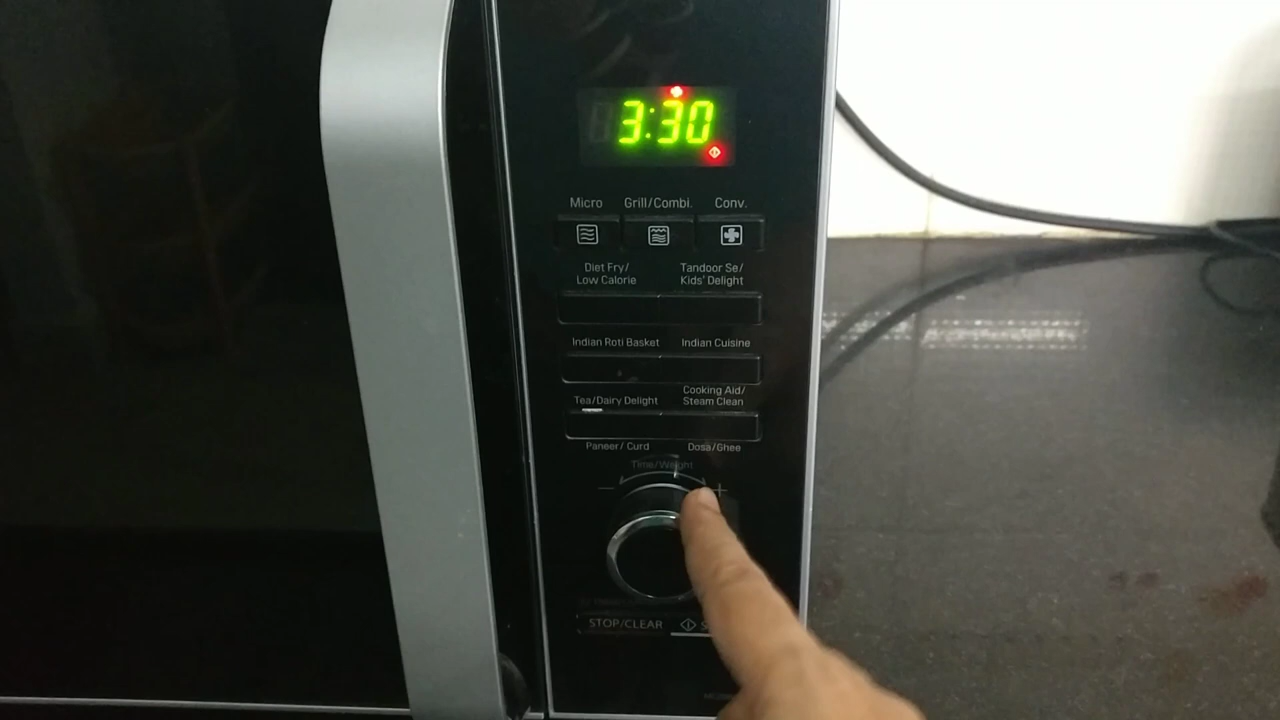 3:30
Micro Grill/Combi. Conv.
Diet Fry/ Tandoor Se/
Low Calorie Kids' Delight
Indian Roti Basket Indian Cuisine
Cooking Aid/
Tea/Dairy Delight Steam Clean
Paneer/Curd Dosa/Ghee
Time/Weight
− +
STOP/CLEAR